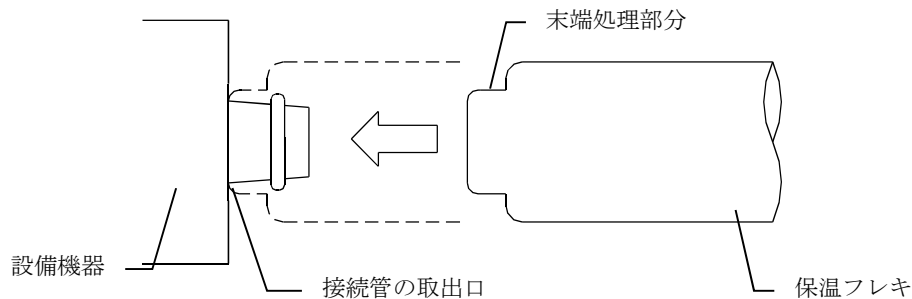 末端処理部分
設備機器
接続管の取出口
保温フレキ